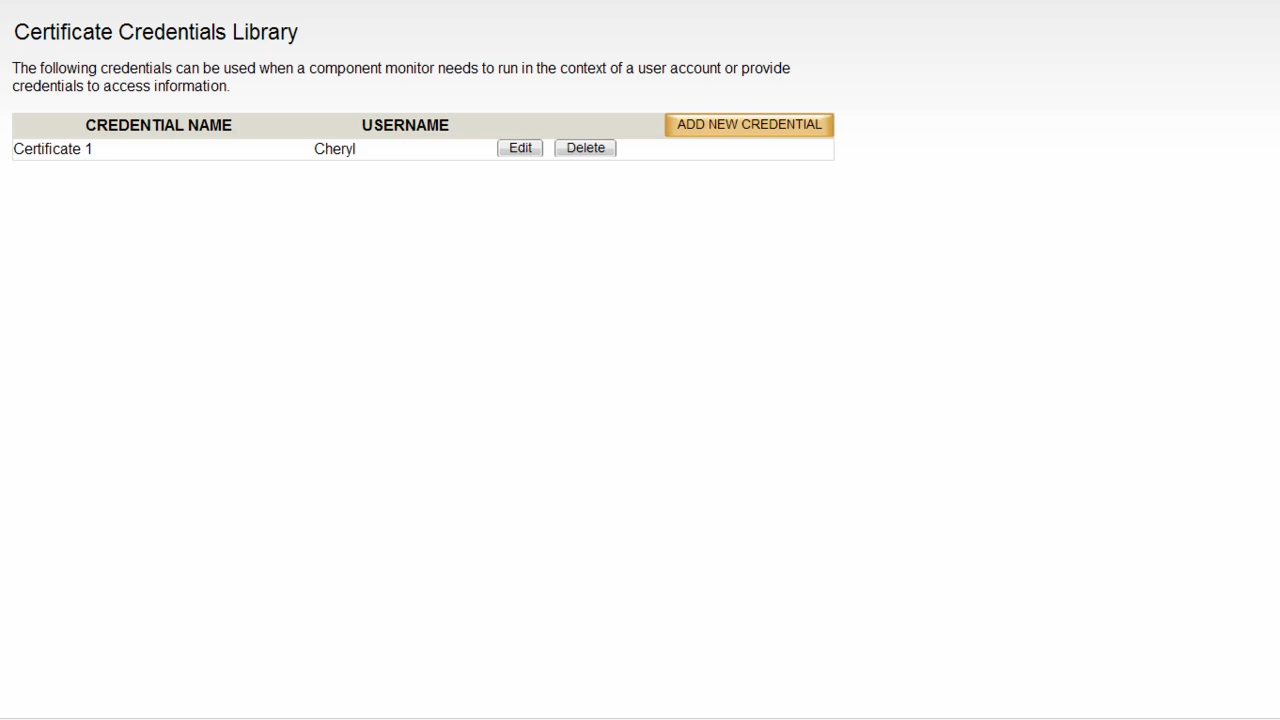 Certificate Credentials Library
The following credentials can be used when a component monitor needs to run in the context of a user account or provide
credentials to access information.
CREDENTIAL NAME USERNAME ADD NEW CREDENTIAL
Certificate 1 Cheryl Edit Delete